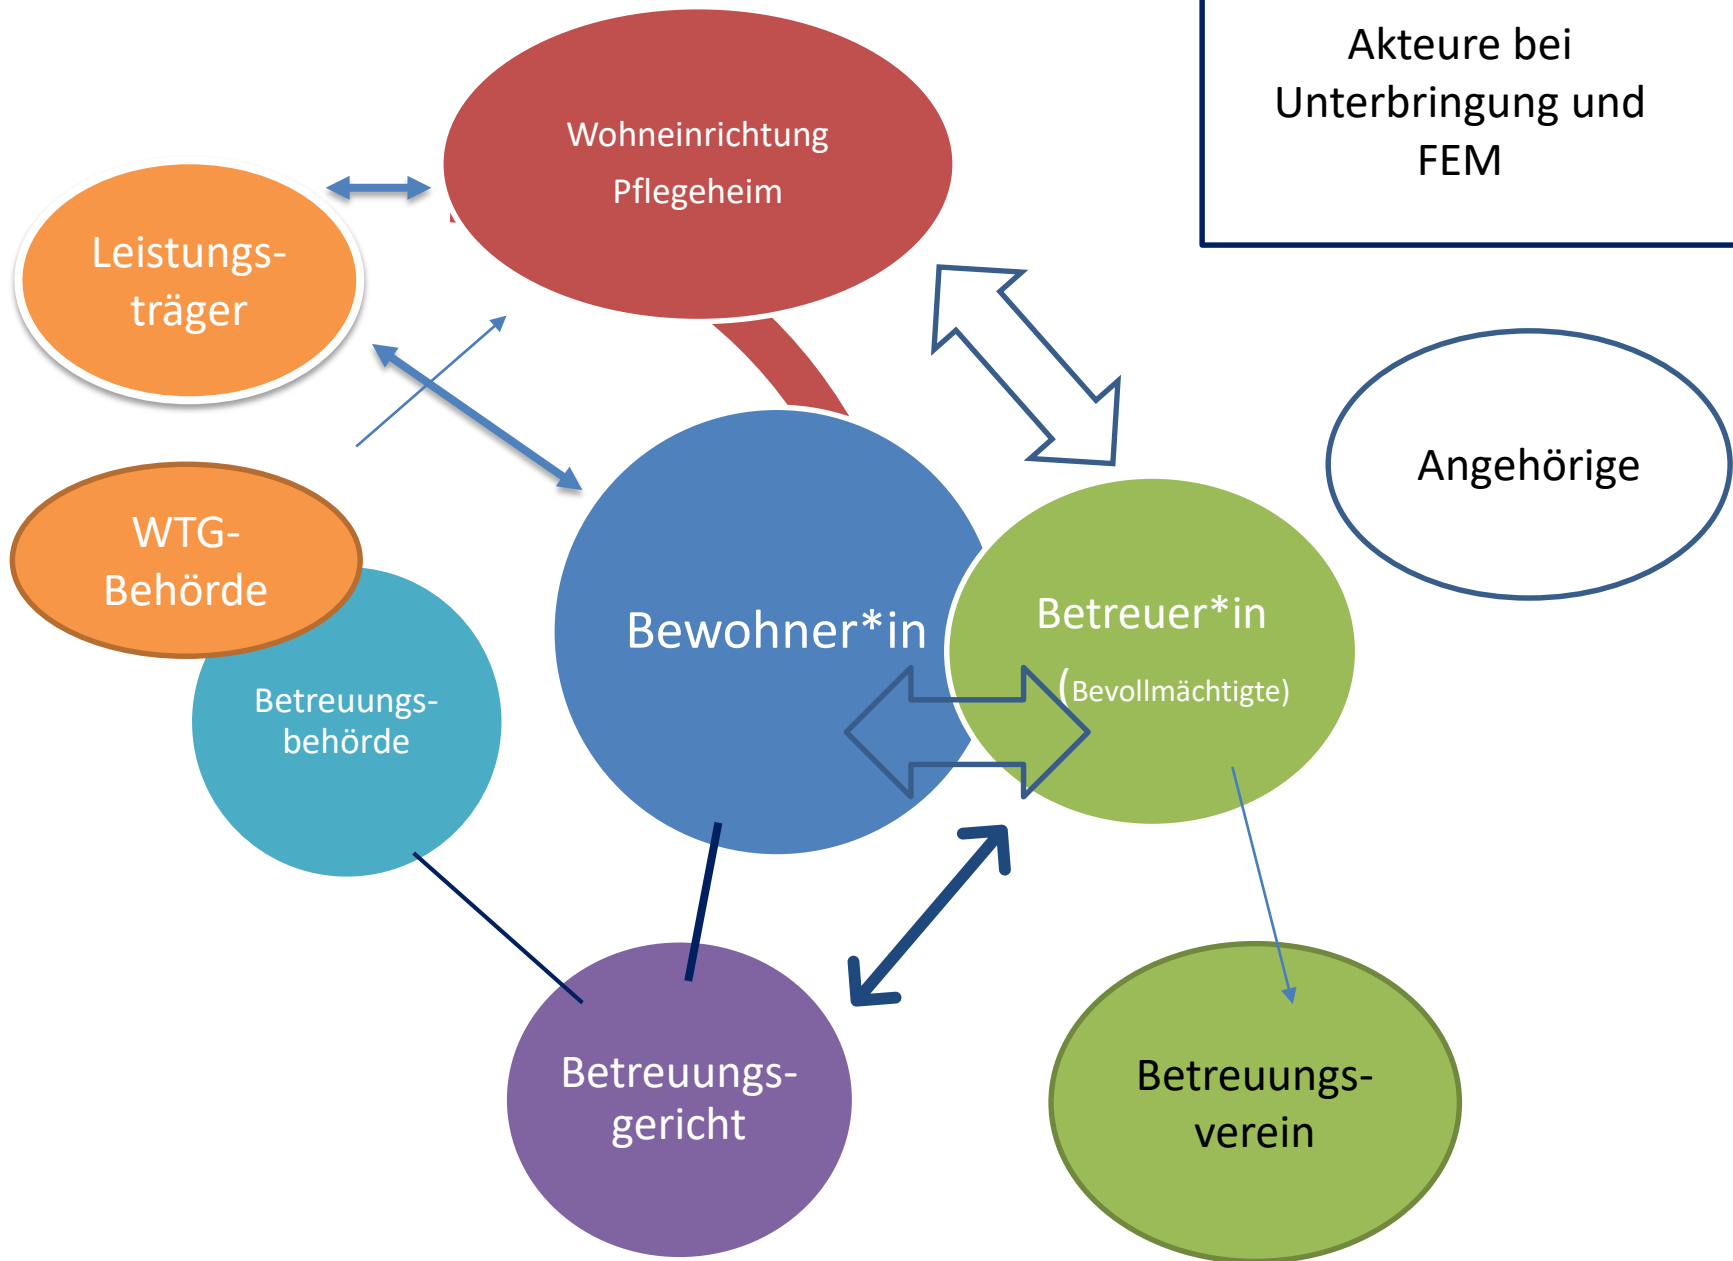 Akteure bei
Unterbringung und
FEM
Wohneinrichtung
Pflegeheim
Leistungs-
träger
Angehörige
WTG-
Behörde
Bewohner*in
Betreuer*in
(Bevollmächtigte)
Betreuungs-
behörde
Betreuungs-
gericht
Betreuungs-
verein